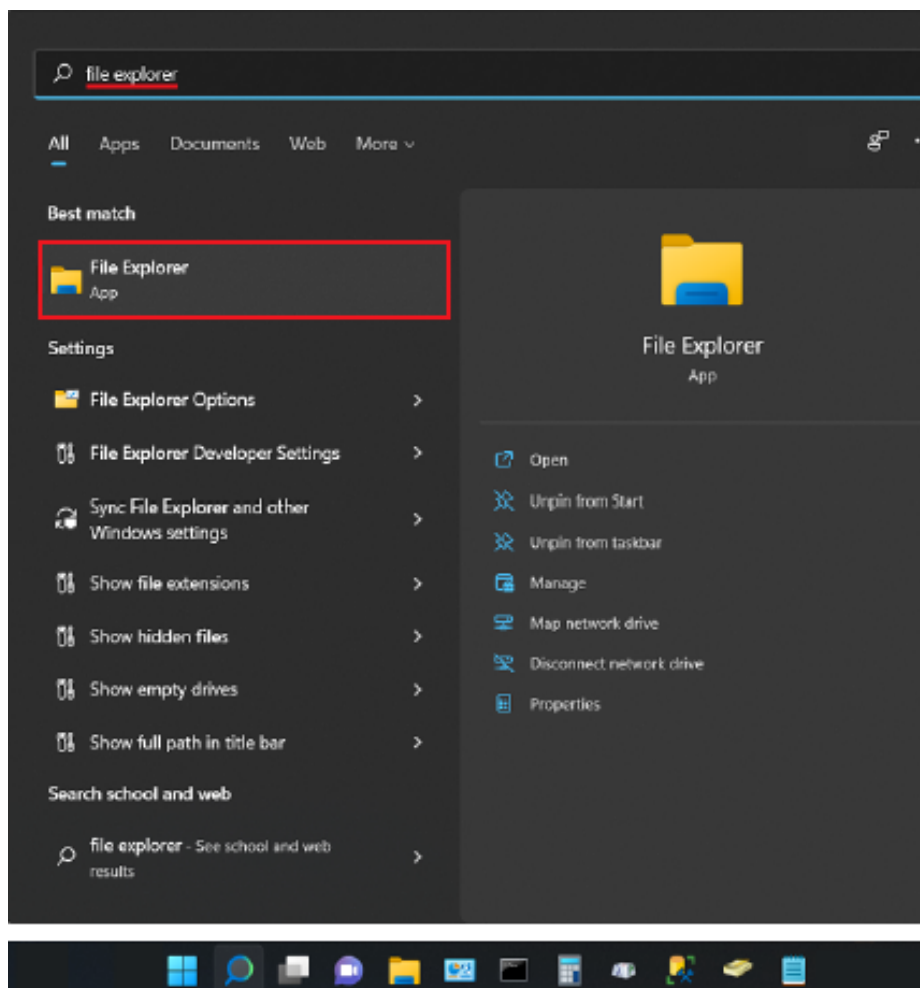 file explorer
All Apps Documents Web More
Best match
File Explorer
App
Settings
File Explorer Options
File Explorer Developer Settings
Sync File Explorer and other
Windows settings
Show file extensions
Show hidden files
Show empty drives
Show full path in title bar
Search school and web
file explorer - See school and web
results
File Explorer
App
Open
Unpin from Start
Unpin from taskbar
Manage
Map network drive
Disconnect network drive
Properties